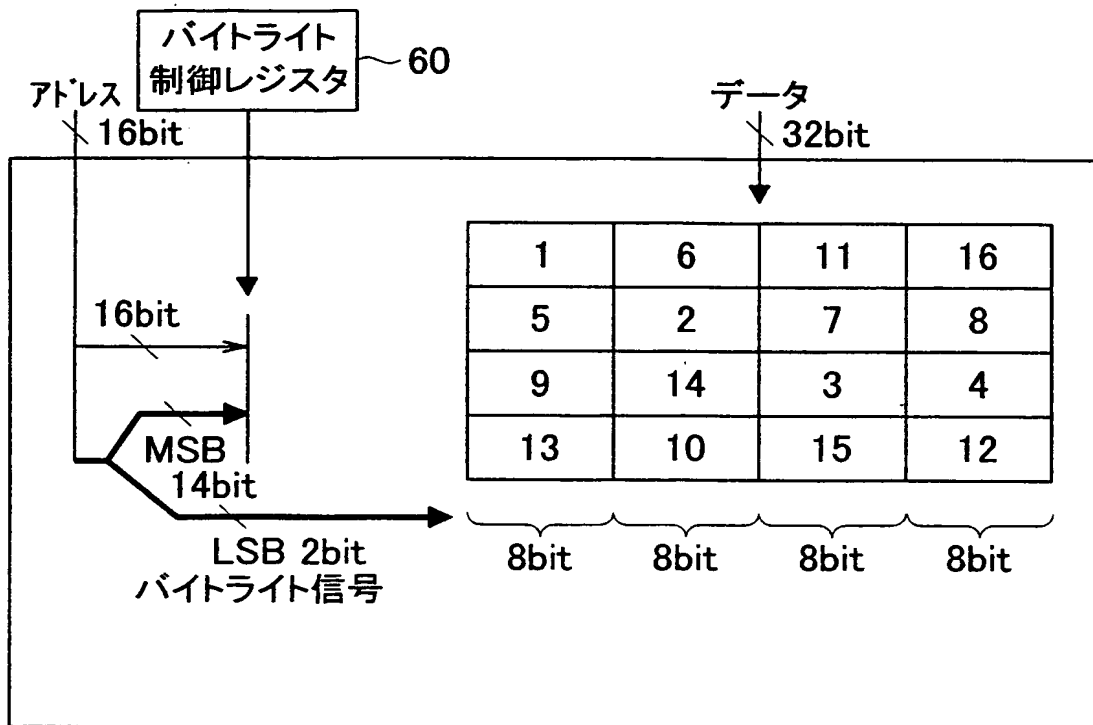 バイトライト
制御レジスタ
60
アドレス
16bit
データ
32bit
1 6 11 16
5 2 7 8
9 14 3 4
13 10 15 12
16bit
MSB
14bit
LSB 2bit
バイトライト信号
8bit 8bit 8bit 8bit